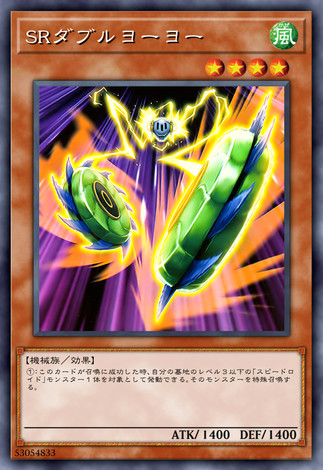 SRダブルヨーヨー
風
【機械族/効果】
①:このカードが召喚に成功した時、自分の墓地のレベル3以下の「スピードロ
イド」モンスター1体を対象として発動できる。そのモンスターを特殊召喚す
る。
ATK/1400 DEF/1400
53054833